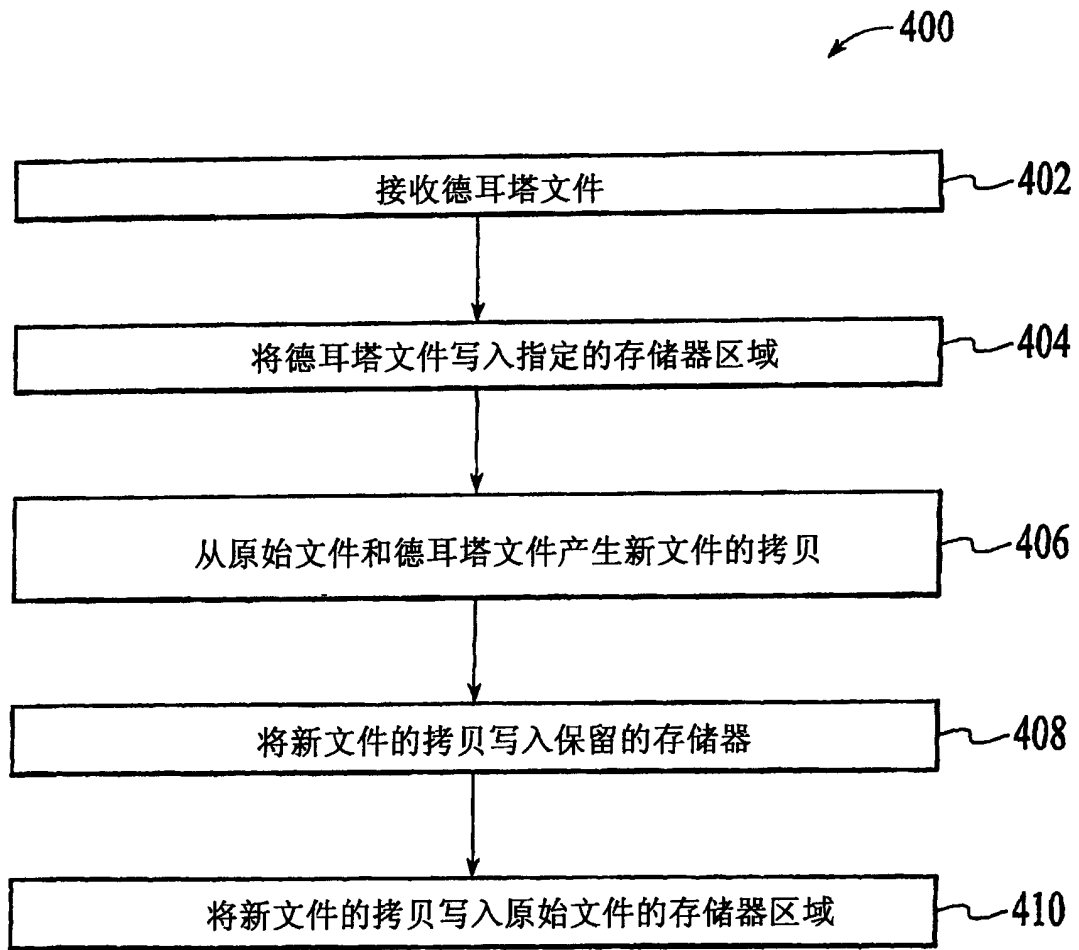 400
接收德耳塔文件
402
将德耳塔文件写入指定的存储器区域
404
从原始文件和德耳塔文件产生新文件的拷贝
406
将新文件的拷贝写入保留的存储器
408
将新文件的拷贝写入原始文件的存储器区域
410